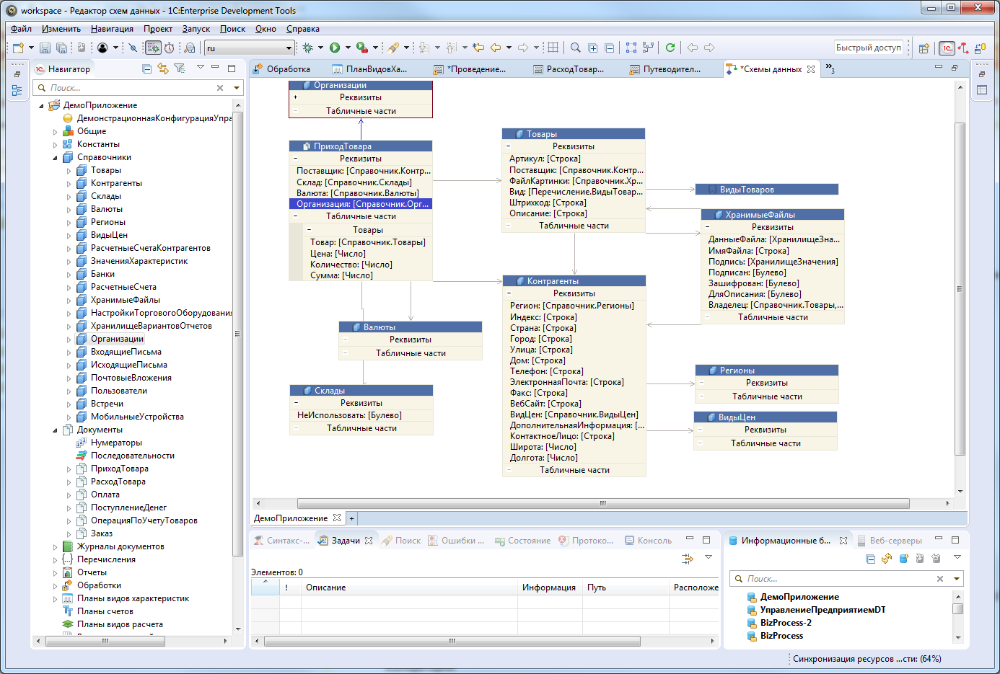 workspace - Редактор схем данных - 1C:Enterprise Development Tools
Файл Изменить Навигация Проект Запуск Поиск Окно Справка
ru
Быстрый доступ
Навигатор
Поиск...
ДемоПриложение
ДемонстрационнаяКонфигурацияУпра
Общие
Константы
Справочники
Товары
Контрагенты
Склады
Валюты
Регионы
ВидыЦен
РасчетныеСчетаКонтрагентов
ЗначенияХарактеристик
Банки
РасчетныеСчета
ХранимыеФайлы
НастройкиТорговогоОборудования
ХранилищеВариантовОтчетов
Организации
ВходящиеПисьма
ИсходящиеПисьма
ПочтовыеВложения
Пользователи
Встречи
МобильныеУстройства
Документы
Нумераторы
Последовательности
ПриходТовара
РасходТовара
Оплата
ПоступлениеДенег
ОперацияПоУчетуТоваров
Заказ
Журналы документов
Перечисления
Отчеты
Обработки
Планы видов характеристик
Планы счетов
Планы видов расчета
Обработка ПланВидовХа... *Проведение... РасходТовар... Путеводител... *Схемы данных »3
Организации
Реквизиты
Табличные части
ПриходТовара
Реквизиты
Поставщик: [Справочник.Контр...
Склад: [Справочник.Склады]
Валюта: [Справочник.Валюты]
Организация: [Справочник.Орг...
Табличные части
Товары
Товар: [Справочник.Товары]
Цена: [Число]
Количество: [Число]
Сумма: [Число]
Валюты
Реквизиты
Табличные части
Склады
Реквизиты
НеИспользовать: [Булево]
Табличные части
Товары
Реквизиты
Артикул: [Строка]
Поставщик: [Справочник.Контр...
ФайлКартинки: [Справочник.Хр...
Вид: [Перечисление.ВидыТовар...
Штрихкод: [Строка]
Описание: [Строка]
Табличные части
Контрагенты
Реквизиты
Регион: [Справочник.Регионы]
Индекс: [Строка]
Страна: [Строка]
Город: [Строка]
Улица: [Строка]
Дом: [Строка]
Телефон: [Строка]
ЭлектроннаяПочта: [Строка]
Факс: [Строка]
ВебСайт: [Строка]
ВидЦен: [Справочник.ВидыЦен]
ДополнительнаяИнформация: [...
КонтактноеЛицо: [Строка]
Широта: [Число]
Долгота: [Число]
Табличные части
ВидыТоваров
ХранимыеФайлы
Реквизиты
ДанныеФайла: [ХранилищеЗна...
ИмяФайла: [Строка]
Подпись: [ХранилищеЗначения]
Подписан: [Булево]
Зашифрован: [Булево]
ДляОписания: [Булево]
Владелец: [Справочник.Товары,...
Табличные части
Регионы
Реквизиты
Табличные части
ВидыЦен
Реквизиты
Табличные части
ДемоПриложение
Синтакс-... Задачи Поиск Ошибки ... Состояние Протоко... Консоль
Элементов: 0
! Описание Информация Путь Расположе
Информационные б... Веб-серверы
Поиск...
ДемоПриложение
УправлениеПредприятиемDT
BizProcess-2
BizProcess
Синхронизация ресурсов ...сти: (64%)